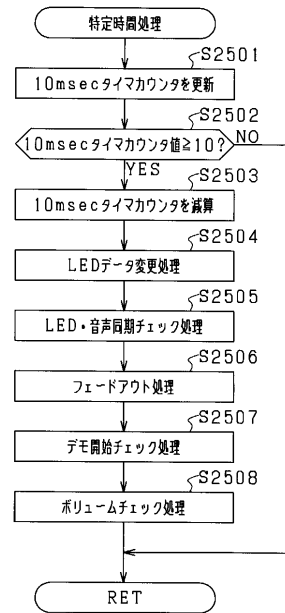 特定時間処理
S2501
10msecタイマカウンタを更新
S2502
10msecタイマカウンタ値≧10?
NO
YES
S2503
10msecタイマカウンタを減算
S2504
LEDデータ変更処理
S2505
LED・音声同期チェック処理
S2506
フェードアウト処理
S2507
デモ開始チェック処理
S2508
ボリュームチェック処理
RET